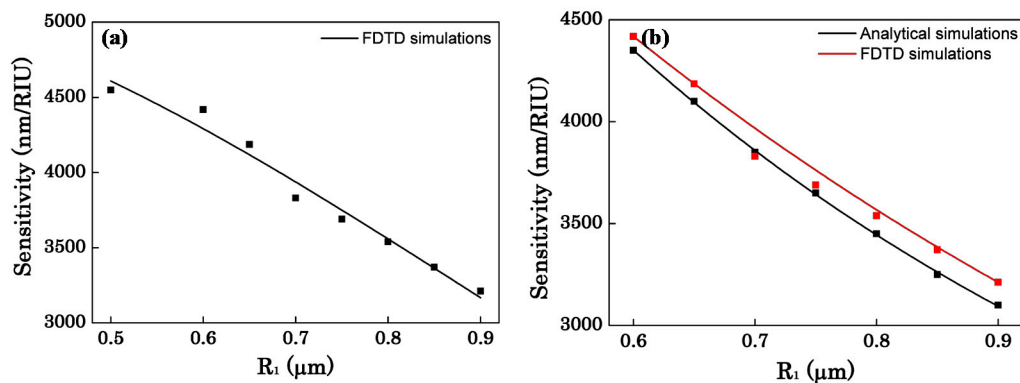 (a)
FDTD simulations
Sensitivity (nm/RIU)
5000
4500
4000
3500
3000
0.5 0.6 0.7 0.8 0.9
R₁ (μm)
(b)
Analytical simulations
FDTD simulations
Sensitivity (nm/RIU)
4500
4000
3500
3000
0.6 0.7 0.8 0.9
R₁ (μm)